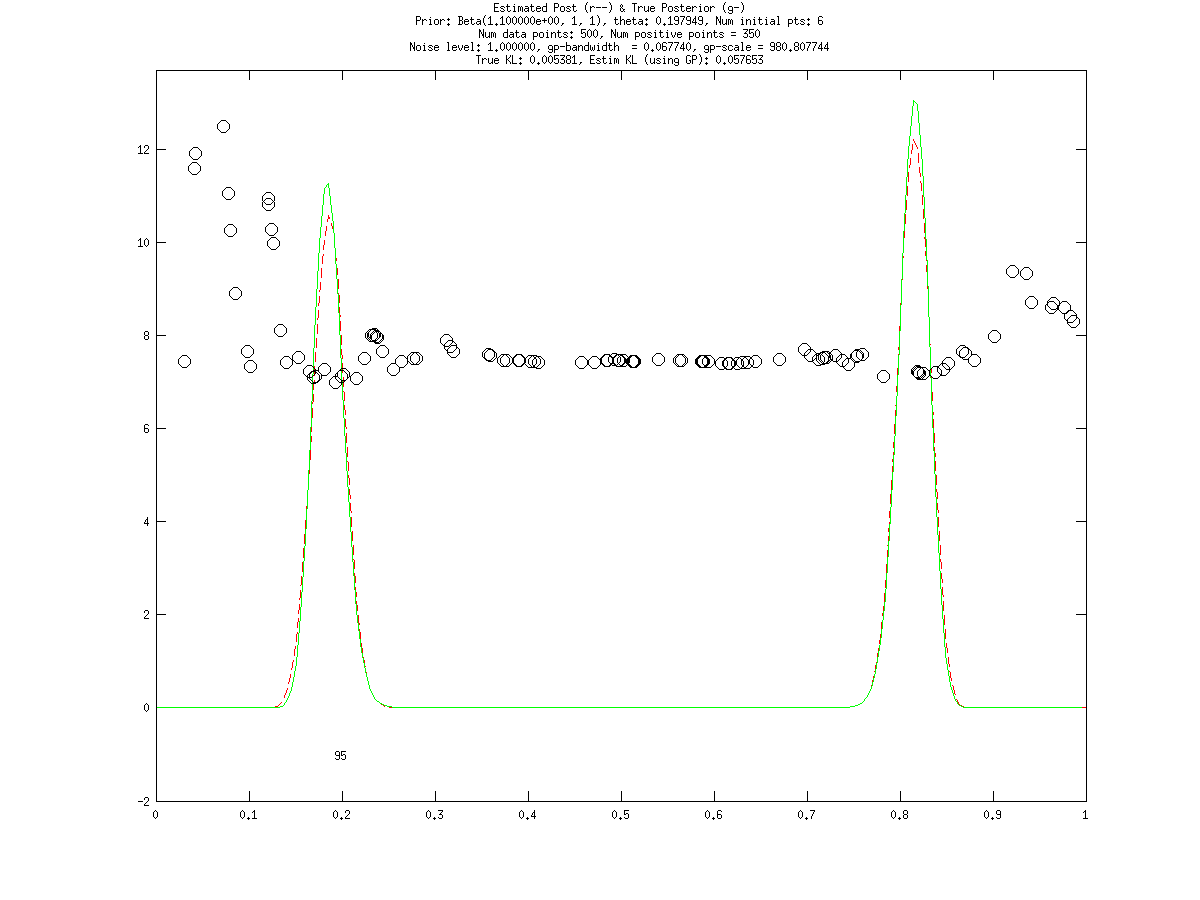 Estimated Post (r--) & True Posterior (g-)
Prior: Beta(1.100000e+00, 1, 1), theta: 0.197949, Num initial pts: 6
Num data points: 500, Num positive points = 350
Noise level: 1.000000, gp-bandwidth  = 0.067740, gp-scale = 980.807744
True KL: 0.005381, Estim KL (using GP): 0.057653
12
10
8
6
4
2
0
95
-2
0 0.1 0.2 0.3 0.4 0.5 0.6 0.7 0.8 0.9 1